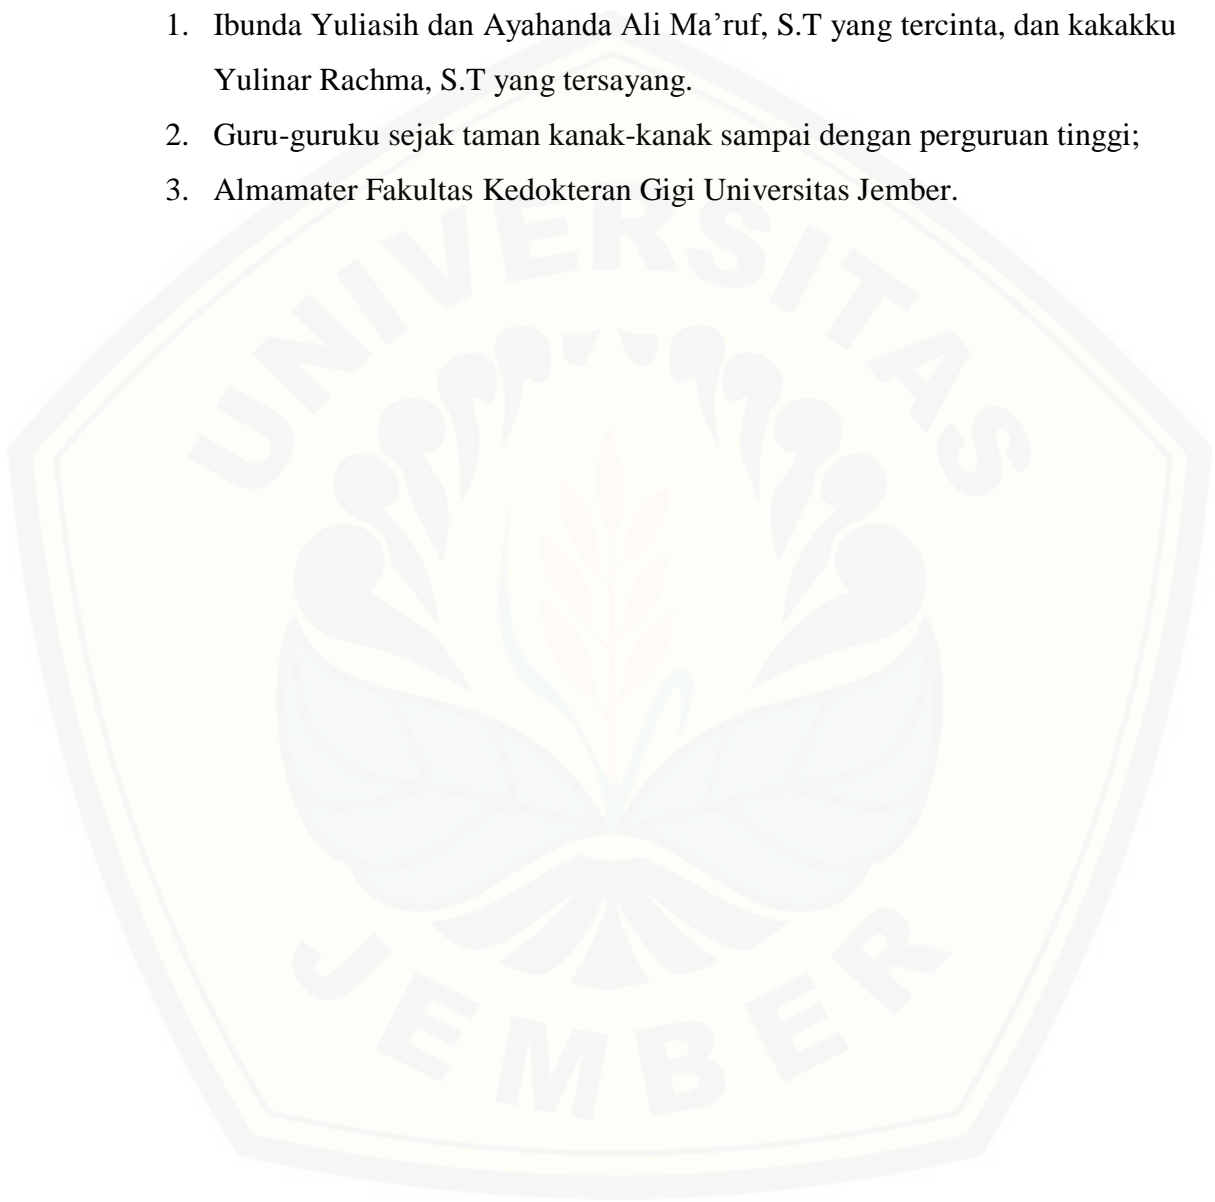 1. Ibunda Yuliasih dan Ayahanda Ali Ma’ruf, S.T yang tercinta, dan kakakku
Yulinar Rachma, S.T yang tersayang.
2. Guru-guruku sejak taman kanak-kanak sampai dengan perguruan tinggi;
3. Almamater Fakultas Kedokteran Gigi Universitas Jember.
UNIVERSITAS
JEMBER